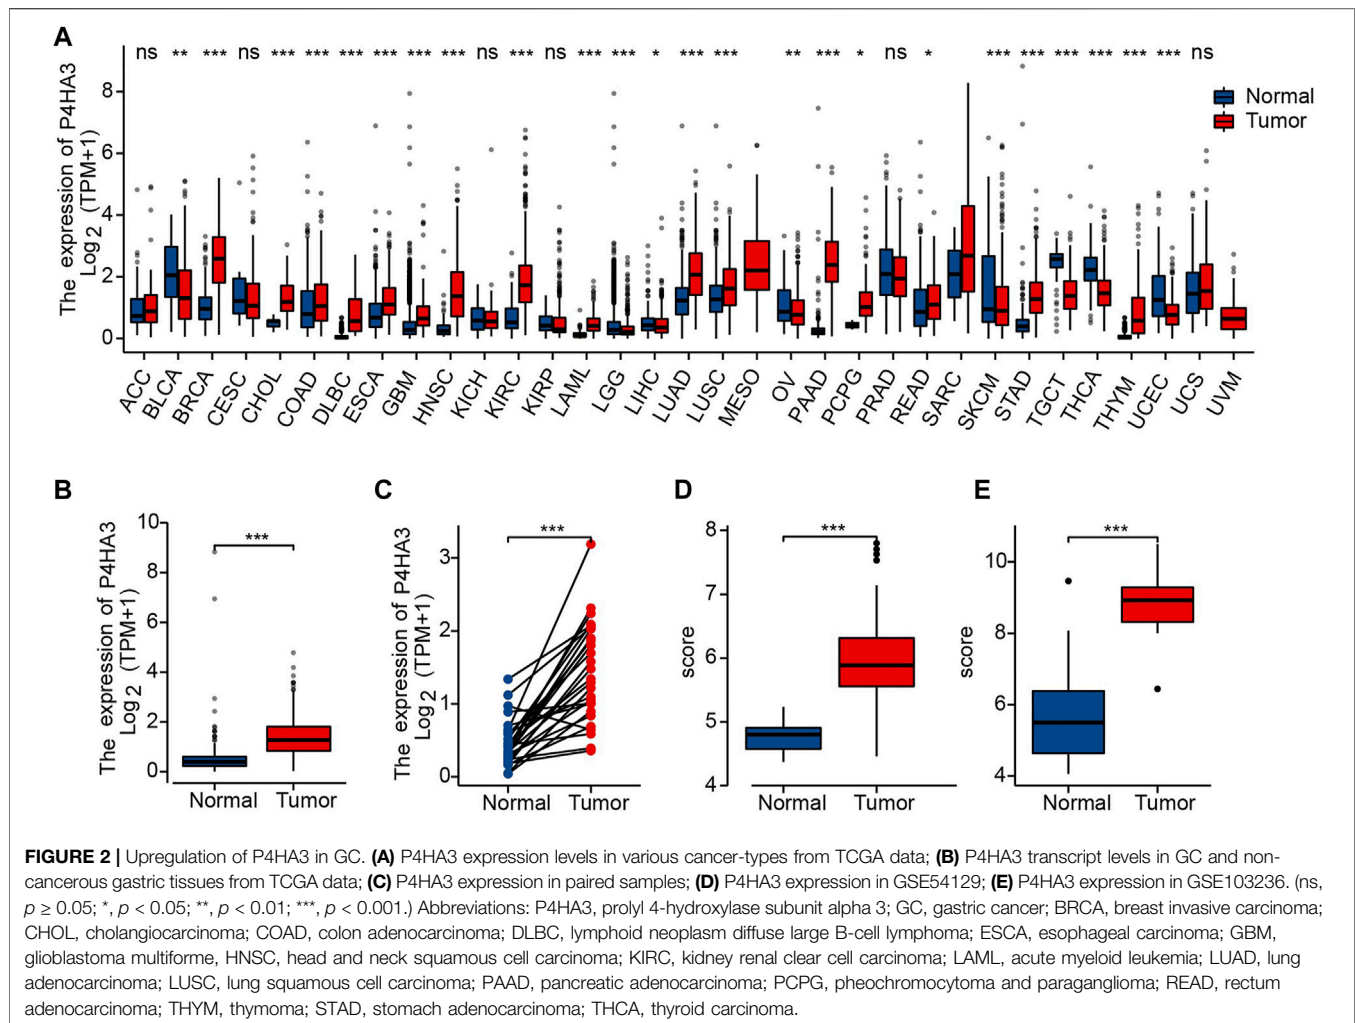 A
ns ** *** ns *** *** *** *** *** *** ns *** ns *** *** * *** *** ** *** * ns * *** *** *** *** *** *** ns
The expression of P4HA3
Log2 (TPM+1)
8
6
4
2
0
Normal
Tumor
ACC BLCA BRCA CESC CHOL COAD DLBC ESCA GBM HNSC KICH KIRC KIRP LAML LGG LIHC LUAD LUSC MESO OV PAAD PCPG PRAD READ SARC SKCM STAD TGCT THCA THYM UCEC UCS UVM
B
The expression of P4HA3
Log2 (TPM+1)
10
8
6
4
2
0
***
Normal Tumor
C
The expression of P4HA3
Log2 (TPM+1)
3
2
1
0
***
Normal Tumor
D
score
8
7
6
5
4
***
Normal Tumor
E
score
10
8
6
4
***
Normal Tumor
FIGURE 2 | Upregulation of P4HA3 in GC. (A) P4HA3 expression levels in various cancer-types from TCGA data; (B) P4HA3 transcript levels in GC and non-
cancerous gastric tissues from TCGA data; (C) P4HA3 expression in paired samples; (D) P4HA3 expression in GSE54129; (E) P4HA3 expression in GSE103236. (ns,
p ≥ 0.05; *, p < 0.05; **, p < 0.01; ***, p < 0.001.) Abbreviations: P4HA3, prolyl 4-hydroxylase subunit alpha 3; GC, gastric cancer; BRCA, breast invasive carcinoma;
CHOL, cholangiocarcinoma; COAD, colon adenocarcinoma; DLBC, lymphoid neoplasm diffuse large B-cell lymphoma; ESCA, esophageal carcinoma; GBM,
glioblastoma multiforme, HNSC, head and neck squamous cell carcinoma; KIRC, kidney renal clear cell carcinoma; LAML, acute myeloid leukemia; LUAD, lung
adenocarcinoma; LUSC, lung squamous cell carcinoma; PAAD, pancreatic adenocarcinoma; PCPG, pheochromocytoma and paraganglioma; READ, rectum
adenocarcinoma; THYM, thymoma; STAD, stomach adenocarcinoma; THCA, thyroid carcinoma.